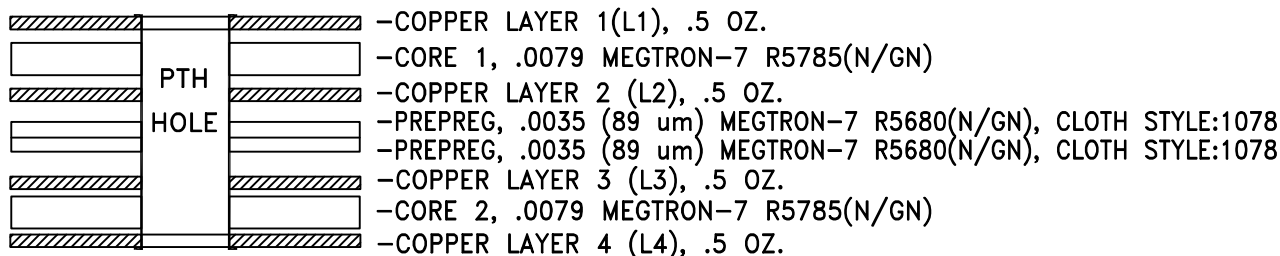 -COPPER LAYER 1(L1), .5 OZ.
-CORE 1, .0079 MEGTRON-7 R5785(N/GN)
PTH
-COPPER LAYER 2 (L2), .5 OZ.
HOLE
-PREPREG, .0035 (89 um) MEGTRON-7 R5680(N/GN), CLOTH STYLE:1078
-PREPREG, .0035 (89 um) MEGTRON-7 R5680(N/GN), CLOTH STYLE:1078
-COPPER LAYER 3 (L3), .5 OZ.
-CORE 2, .0079 MEGTRON-7 R5785(N/GN)
-COPPER LAYER 4 (L4), .5 OZ.